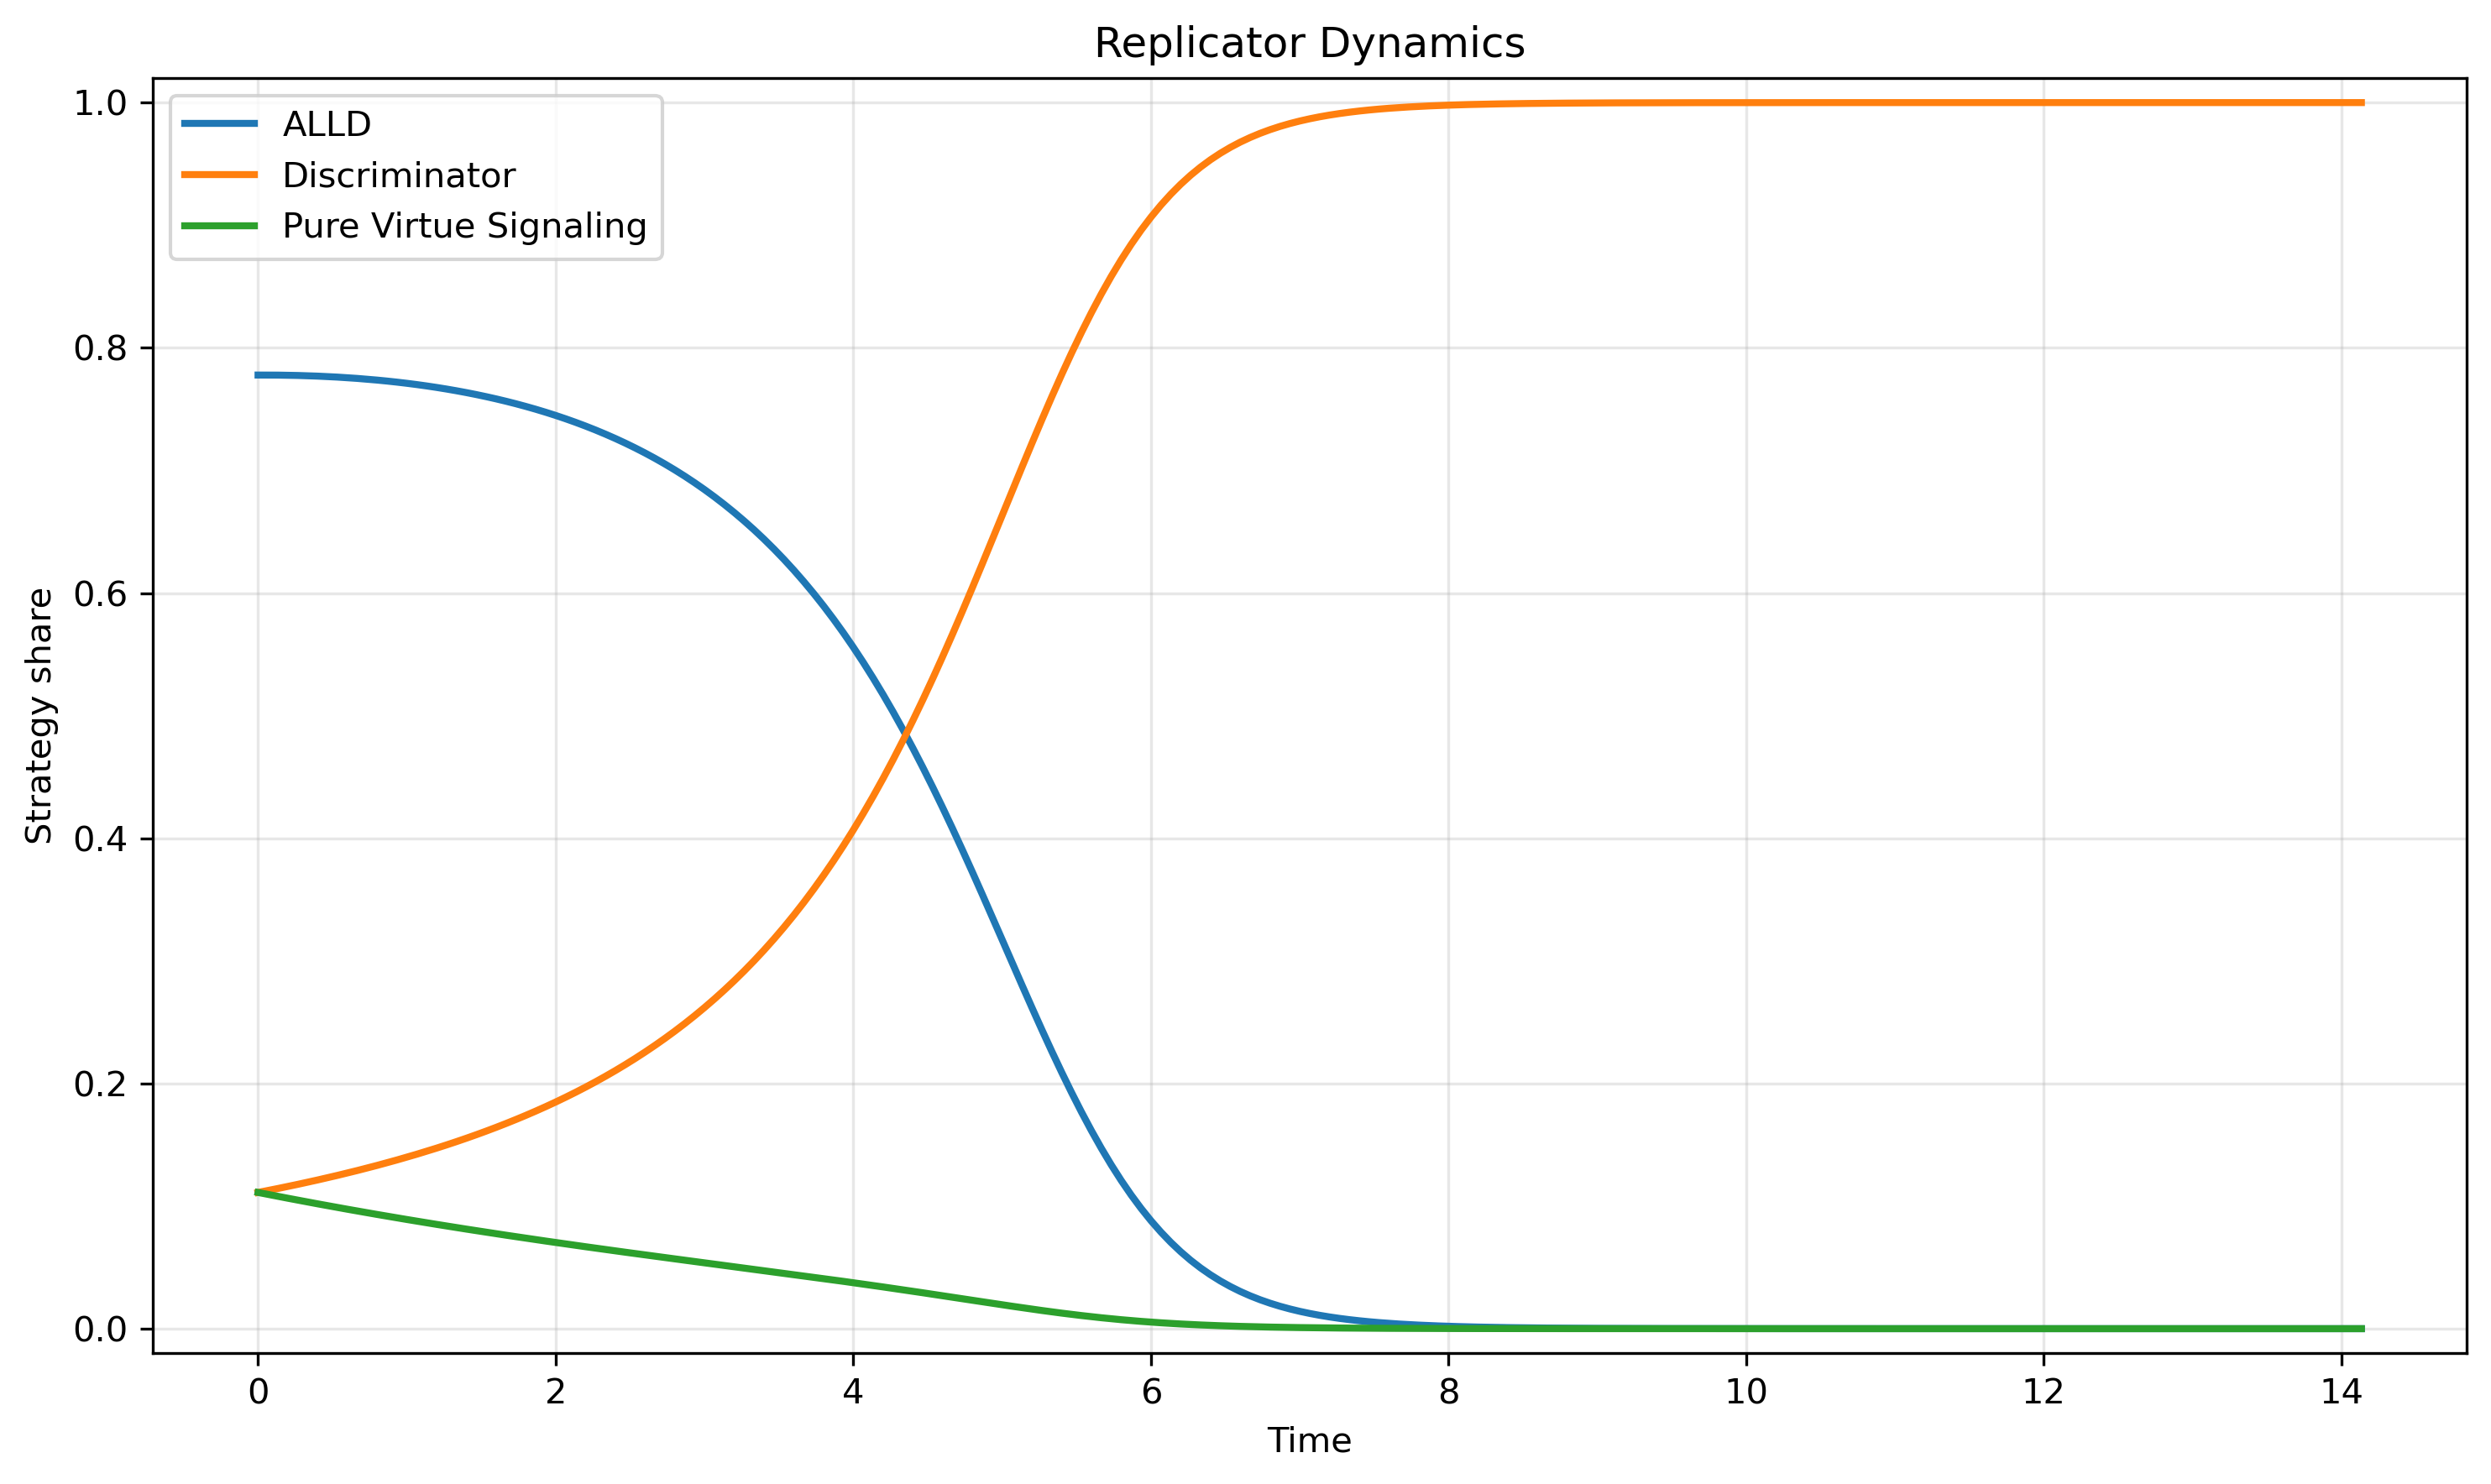 Replicator Dynamics
ALLD
Discriminator
Pure Virtue Signaling
Strategy share
1.0
0.8
0.6
0.4
0.2
0.0
0 2 4 6 8 10 12 14
Time